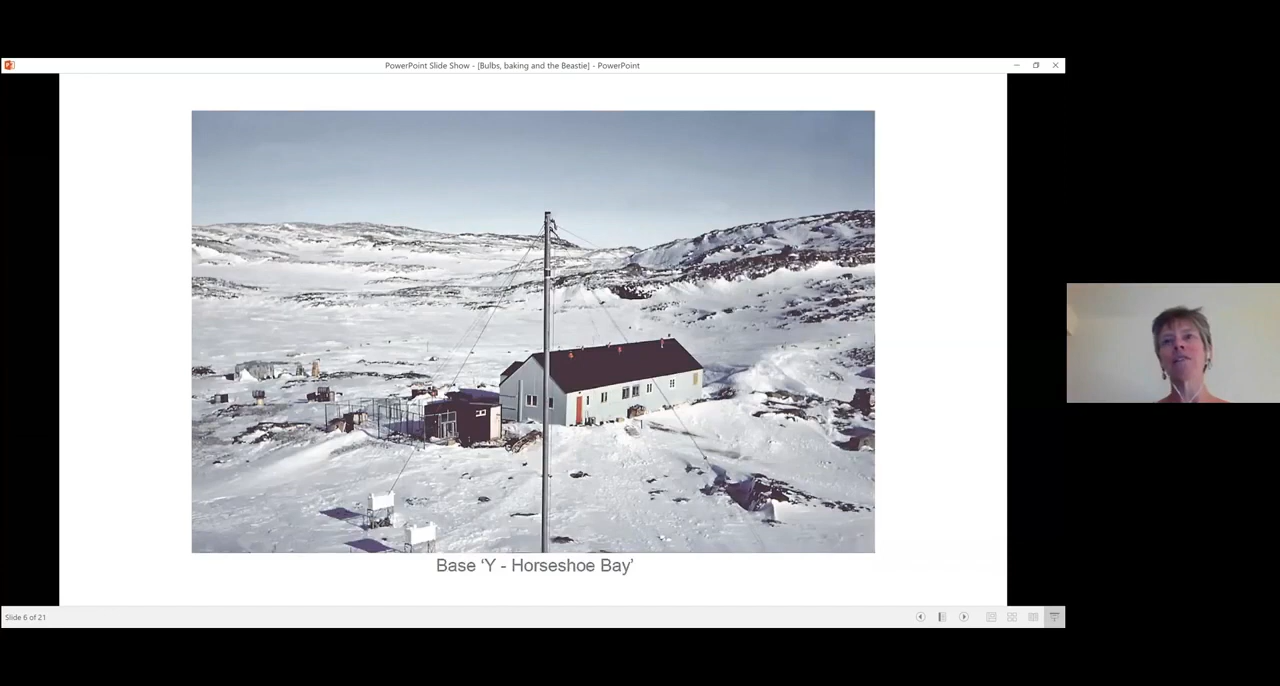 PowerPoint Slide Show - [Bulbs, baking and the Beastie] - PowerPoint
Base ‘Y - Horseshoe Bay’
Slide 6 of 21